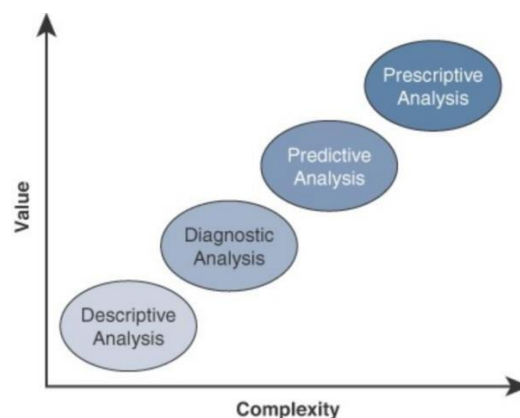 Prescriptive
Analysis
Predictive
Analysis
Value
Diagnostic
Analysis
Descriptive
Analysis
Complexity